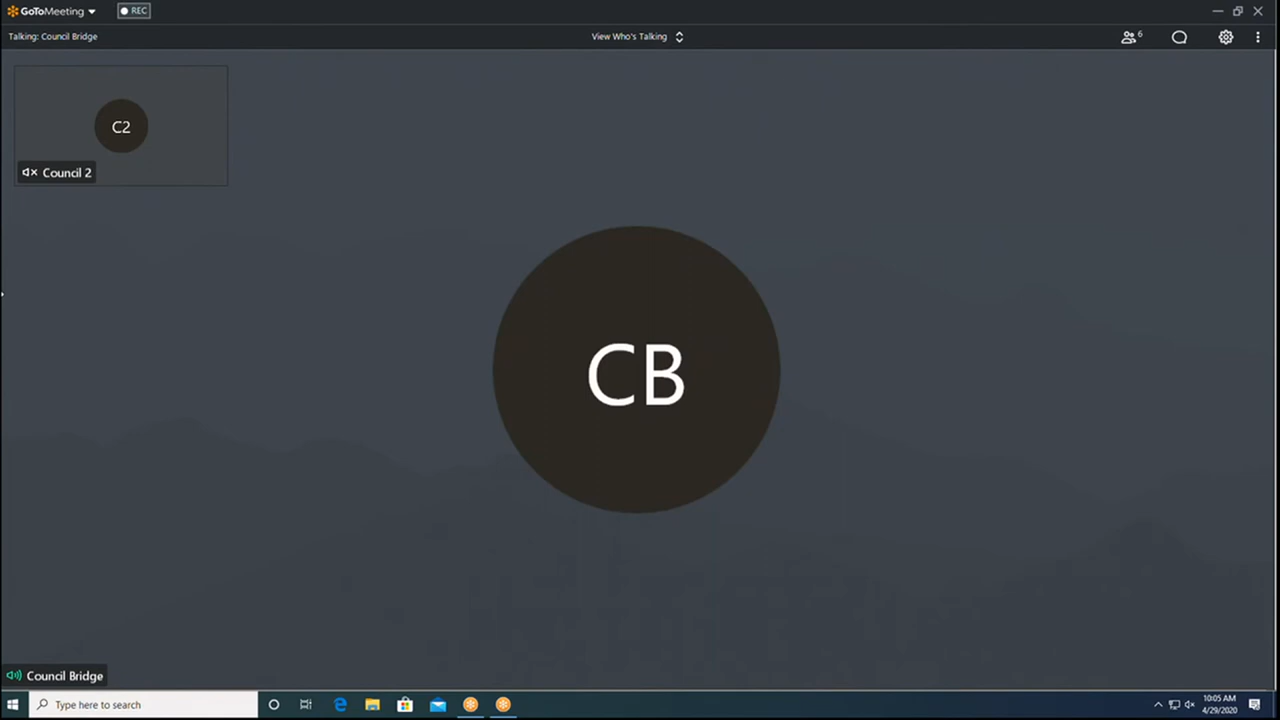 GoToMeeting
REC
Talking: Council Bridge
View Who's Talking
6
C2
Council 2
CB
Council Bridge
Type here to search
10:05 AM
4/29/2020